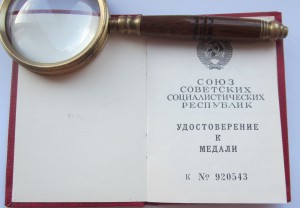 СОЮЗ
СОВЕТСКИХ
СОЦИАЛИСТИЧЕСКИХ
РЕСПУБЛИК
УДОСТОВЕРЕНИЕ
К
МЕДАЛИ
К № 920543